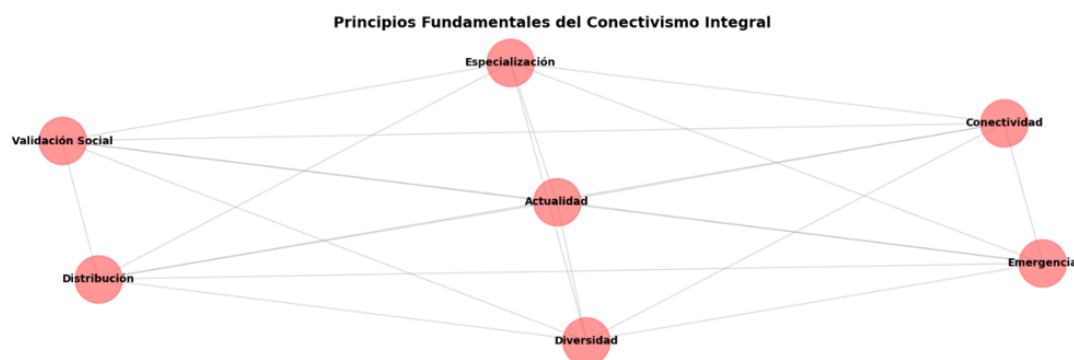 Principios Fundamentales del Conectivismo Integral
Especialización
Conectividad
Validación Social
Actualidad
Emergencia
Distribución
Diversidad